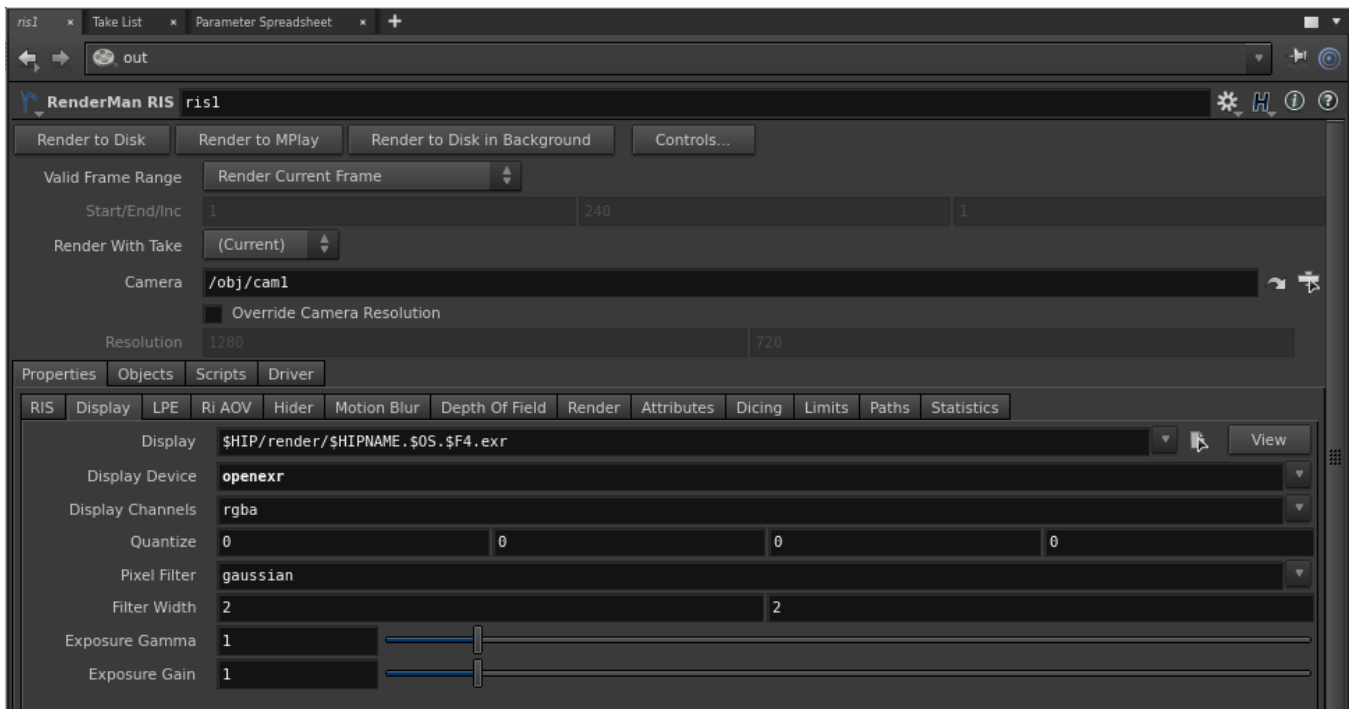 ris1 × Take List × Parameter Spreadsheet × +
out
RenderMan RIS ris1
Render to Disk Render to MPlay Render to Disk in Background Controls...
Valid Frame Range Render Current Frame
Start/End/Inc 1 240 1
Render With Take (Current)
Camera /obj/cam1
Override Camera Resolution
Resolution 1280 720
Properties Objects Scripts Driver
RIS Display LPE Ri AOV Hider Motion Blur Depth Of Field Render Attributes Dicing Limits Paths Statistics
Display $HIP/render/$HIPNAME.$OS.$F4.exr View
Display Device openexr
Display Channels rgba
Quantize 0 0 0 0
Pixel Filter gaussian
Filter Width 2 2
Exposure Gamma 1
Exposure Gain 1